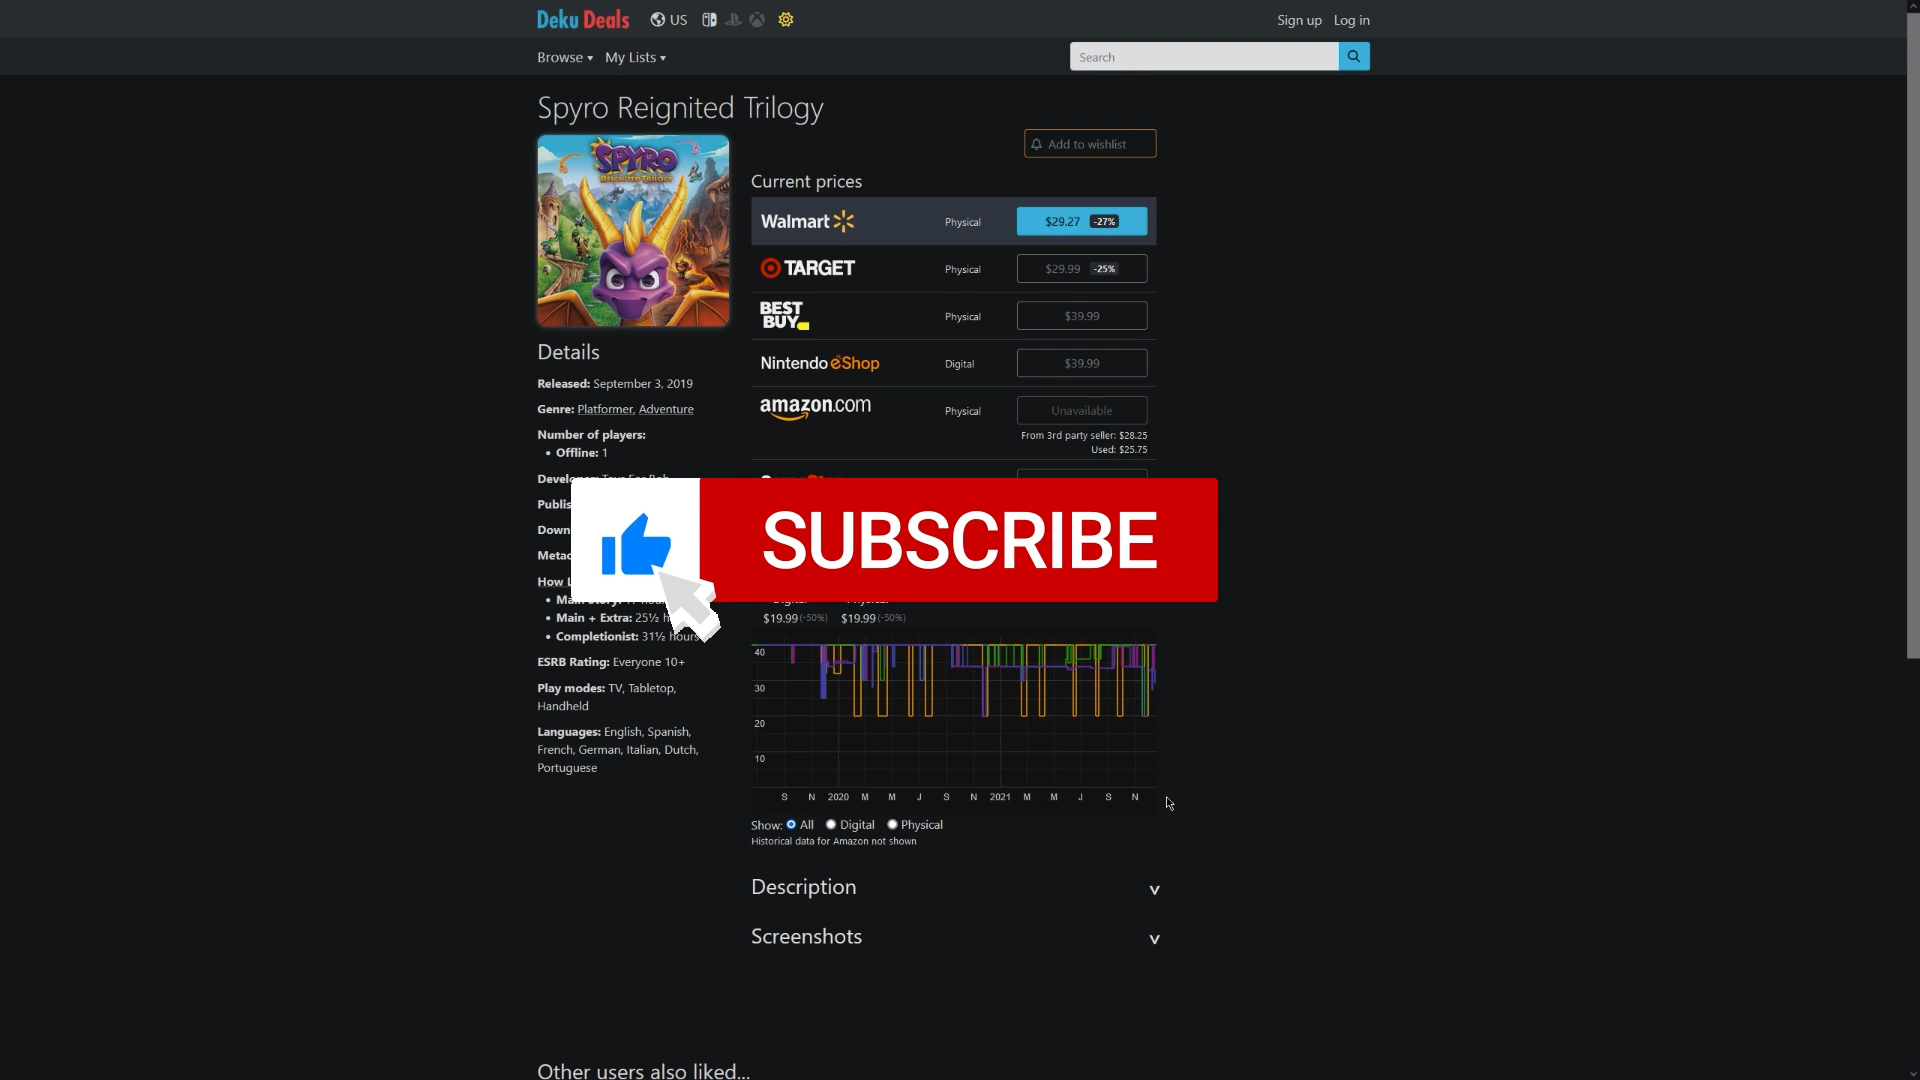 Deku Deals US Sign up Log in
Browse ▾ My Lists ▾ Search
Spyro Reignited Trilogy
SPYRO
REIGNITED TRILOGY
Add to wishlist
Current prices
Walmart Physical $29.27 -27%
TARGET Physical $29.99 -25%
BEST BUY Physical $39.99
Nintendo eShop Digital $39.99
amazon.com Physical Unavailable
From 3rd party seller: $28.25
Used: $25.75
Details
Released: September 3, 2019
Genre: Platformer, Adventure
Number of players:
• Offline: 1
SUBSCRIBE
• Main + Extra: 25½
• Completionist: 31½ hours
ESRB Rating: Everyone 10+
Play modes: TV, Tabletop,
Handheld
Languages: English, Spanish,
French, German, Italian, Dutch,
Portuguese
$19.99 (-50%) $19.99 (-50%)
40
30
20
10
S N 2020 M M J S N 2021 M M J S N
Show: All Digital Physical
Historical data for Amazon not shown
Description
Screenshots
Other users also liked...